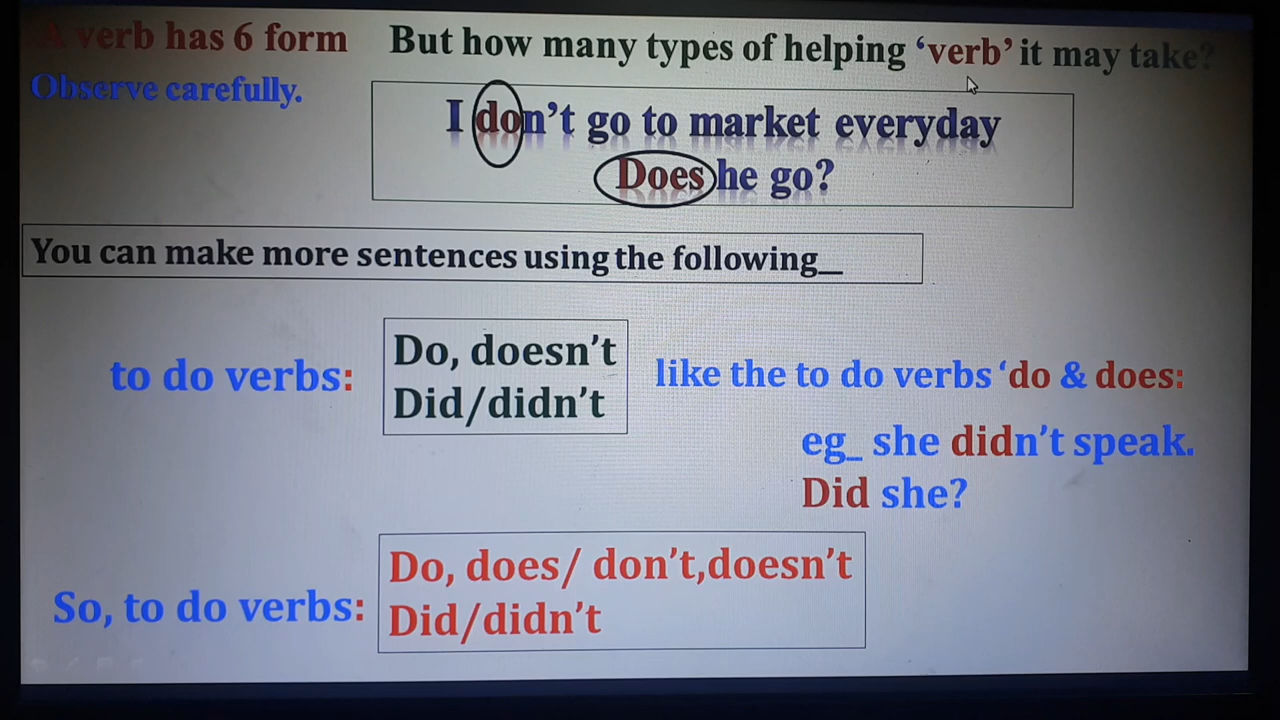 A verb has 6 form
But how many types of helping ‘verb’ it may take?
Observe carefully.
I don’t go to market everyday
Does he go?
You can make more sentences using the following_
to do verbs:
Do, doesn’t
Did/didn’t
like the to do verbs ‘do & does:
eg_ she didn’t speak.
Did she?
So, to do verbs:
Do, does/ don’t,doesn’t
Did/didn’t